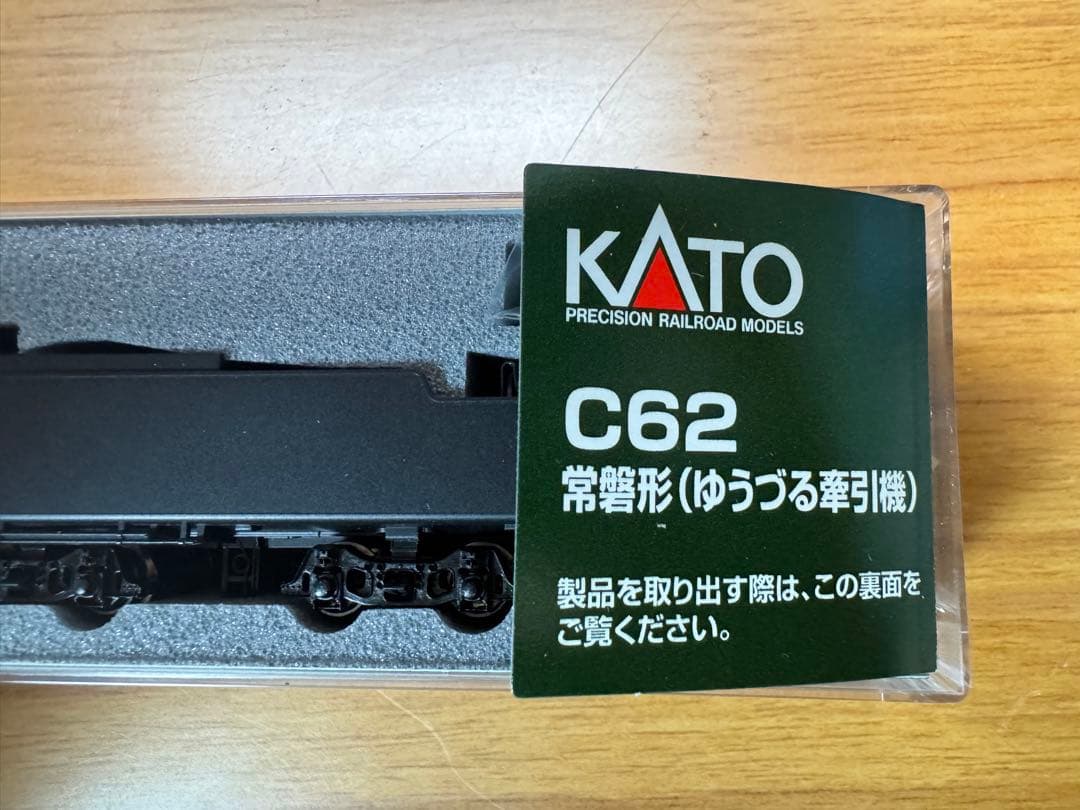 KATO
PRECISION RAILROAD MODELS
C62
常磐形(ゆうづる牽引機)
製品を取り出す際は、この裏面を
ご覧ください。